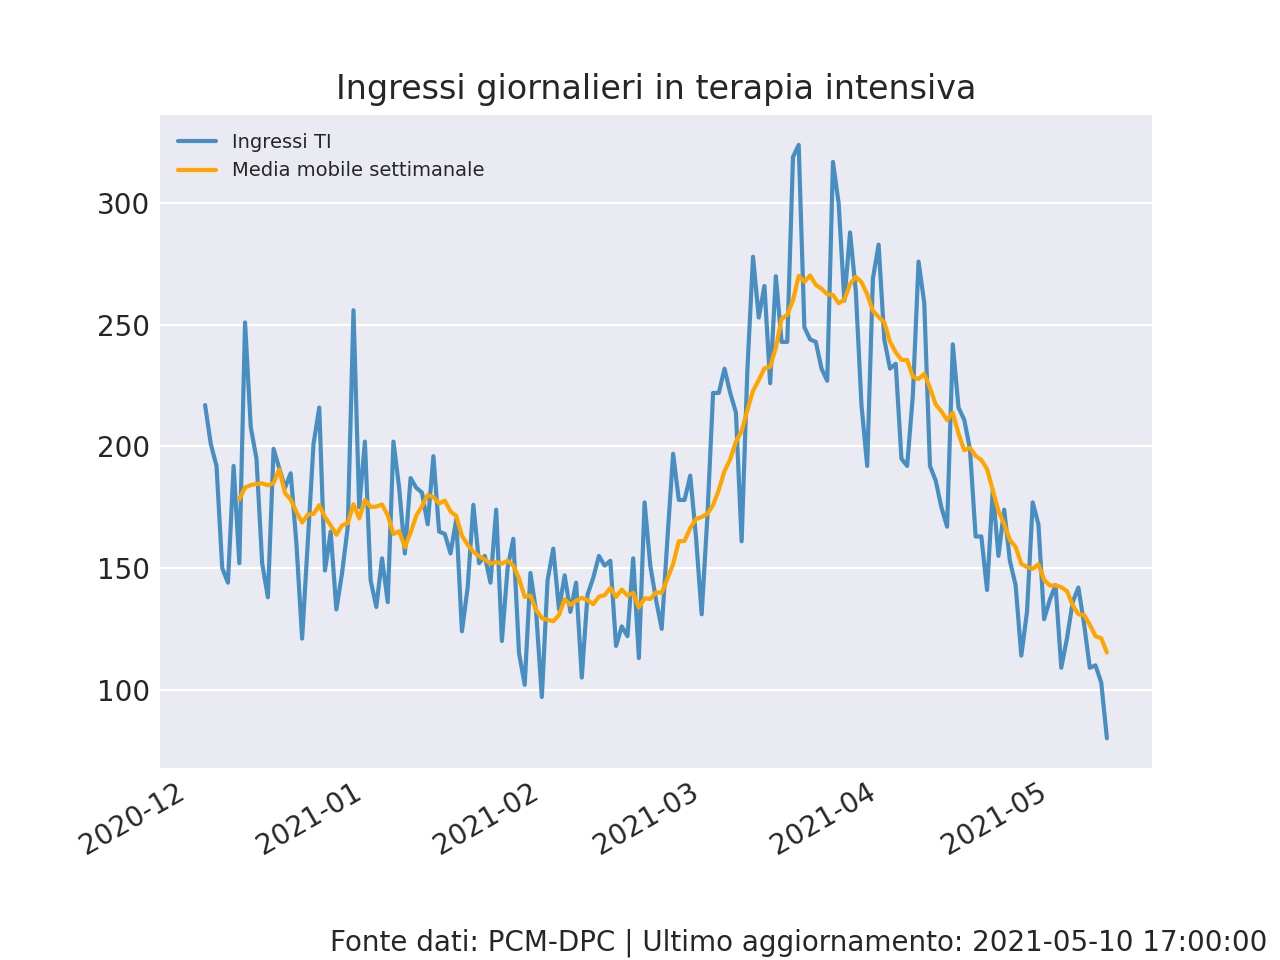 Ingressi giornalieri in terapia intensiva
Ingressi TI
Media mobile settimanale
300
250
200
150
100
2020-12
2021-01
2021-02
2021-03
2021-04
2021-05
Fonte dati: PCM-DPC | Ultimo aggiornamento: 2021-05-10 17:00:00